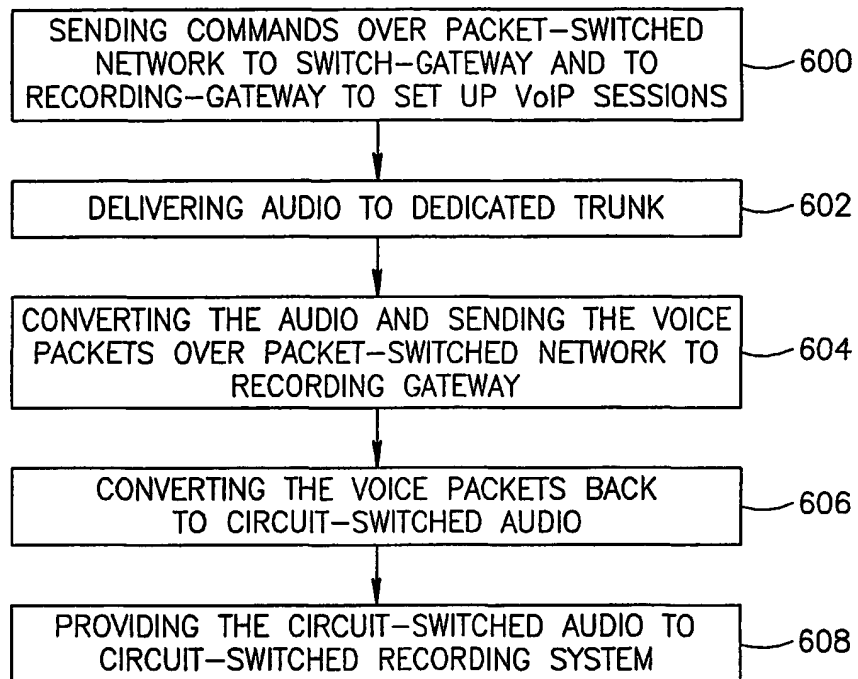 SENDING COMMANDS OVER PACKET-SWITCHED
NETWORK TO SWITCH-GATEWAY AND TO
RECORDING-GATEWAY TO SET UP VoIP SESSIONS
600
DELIVERING AUDIO TO DEDICATED TRUNK
602
CONVERTING THE AUDIO AND SENDING THE VOICE
PACKETS OVER PACKET-SWITCHED NETWORK TO
RECORDING GATEWAY
604
CONVERTING THE VOICE PACKETS BACK
TO CIRCUIT-SWITCHED AUDIO
606
PROVIDING THE CIRCUIT-SWITCHED AUDIO TO
CIRCUIT-SWITCHED RECORDING SYSTEM
608